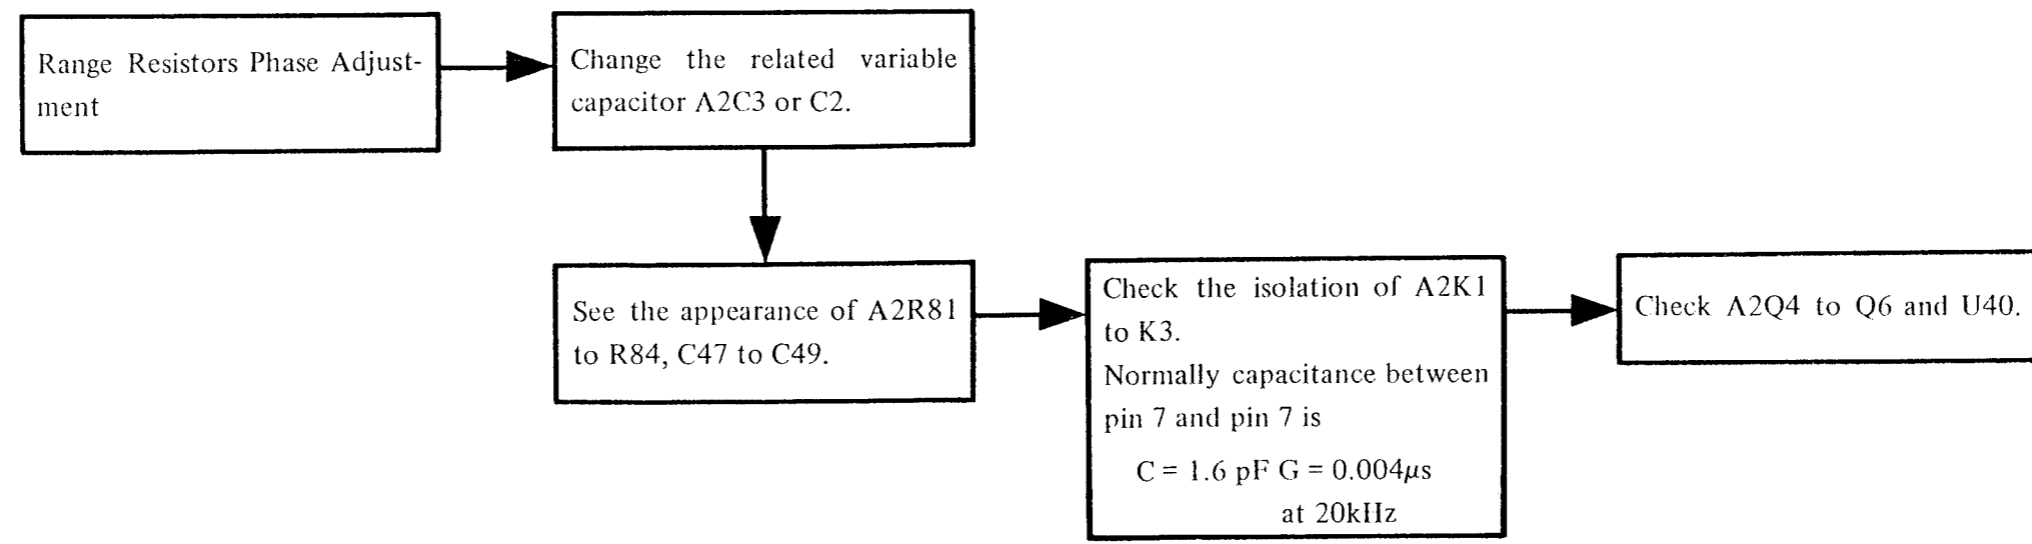 Range Resistors Phase Adjust-
ment
Change the related variable
capacitor A2C3 or C2.
See the appearance of A2R81
to R84, C47 to C49.
Check the isolation of A2K1
to K3.
Normally capacitance between
pin 7 and pin 7 is
C = 1.6 pF G = 0.004μs
at 20kHz
Check A2Q4 to Q6 and U40.